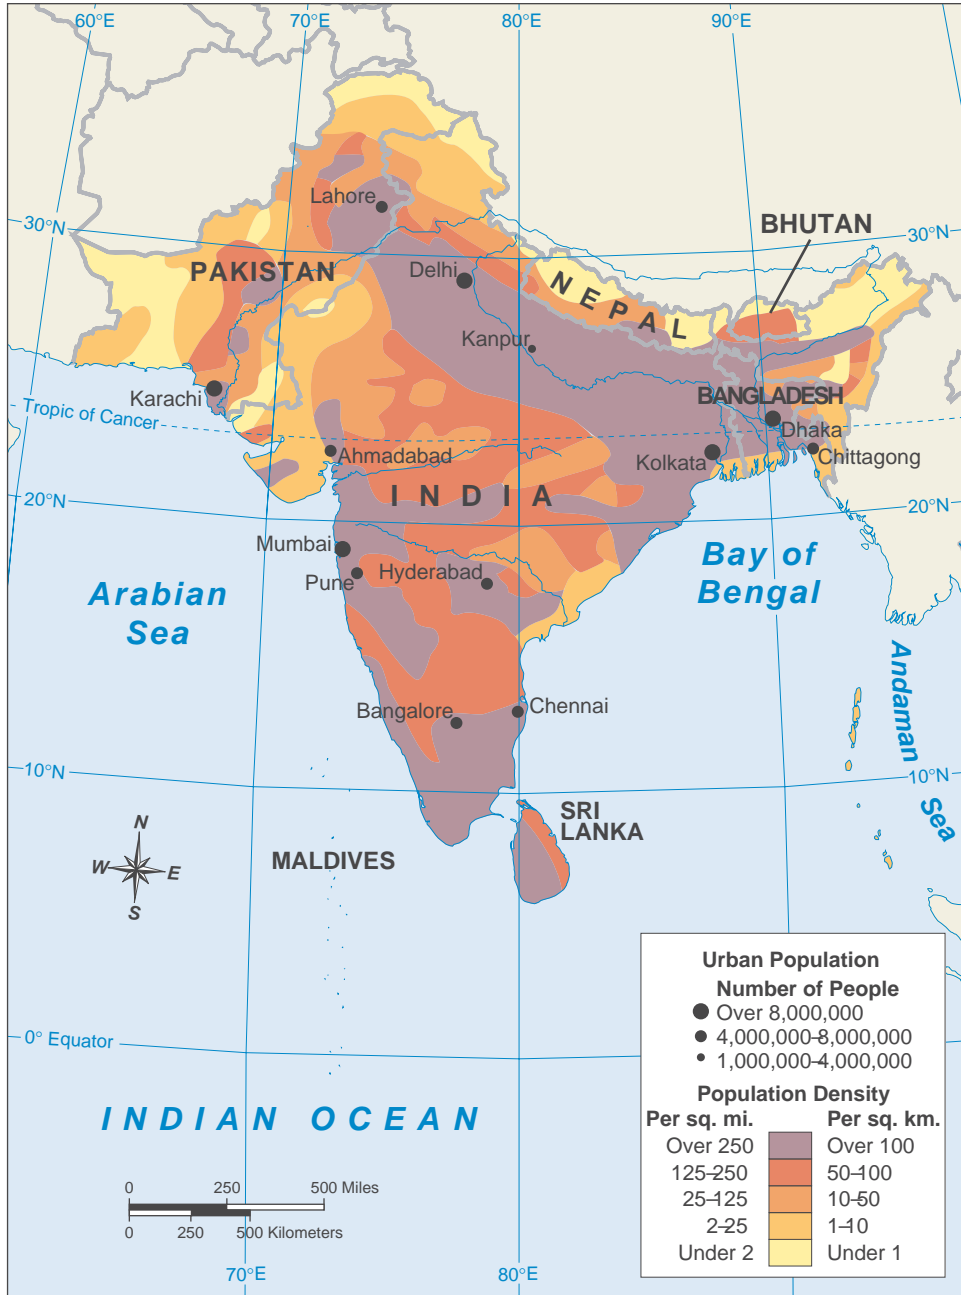 60°E
70°E
80°E
90°E
Lahore
30°N
BHUTAN
30°N
PAKISTAN
Delhi
NEPAL
Kanpur
Karachi
BANGLADESH
Tropic of Cancer
Dhaka
Ahmadabad
Kolkata
Chittagong
INDIA
20°N
20°N
Mumbai
Bay of
Bengal
Pune
Hyderabad
Arabian
Sea
Andaman
Sea
Bangalore
Chennai
10°N
10°N
SRI
LANKA
MALDIVES
N
W
E
S
0° Equator
INDIAN OCEAN
0
250
500 Miles
0
250
500 Kilometers
70°E
80°E
Urban Population
Number of People
Over 8,000,000
4,000,000–8,000,000
1,000,000–4,000,000
Population Density
Per sq. mi.
Per sq. km.
Over 250
Over 100
125–250
50–100
25–125
10–50
2–25
1–10
Under 2
Under 1